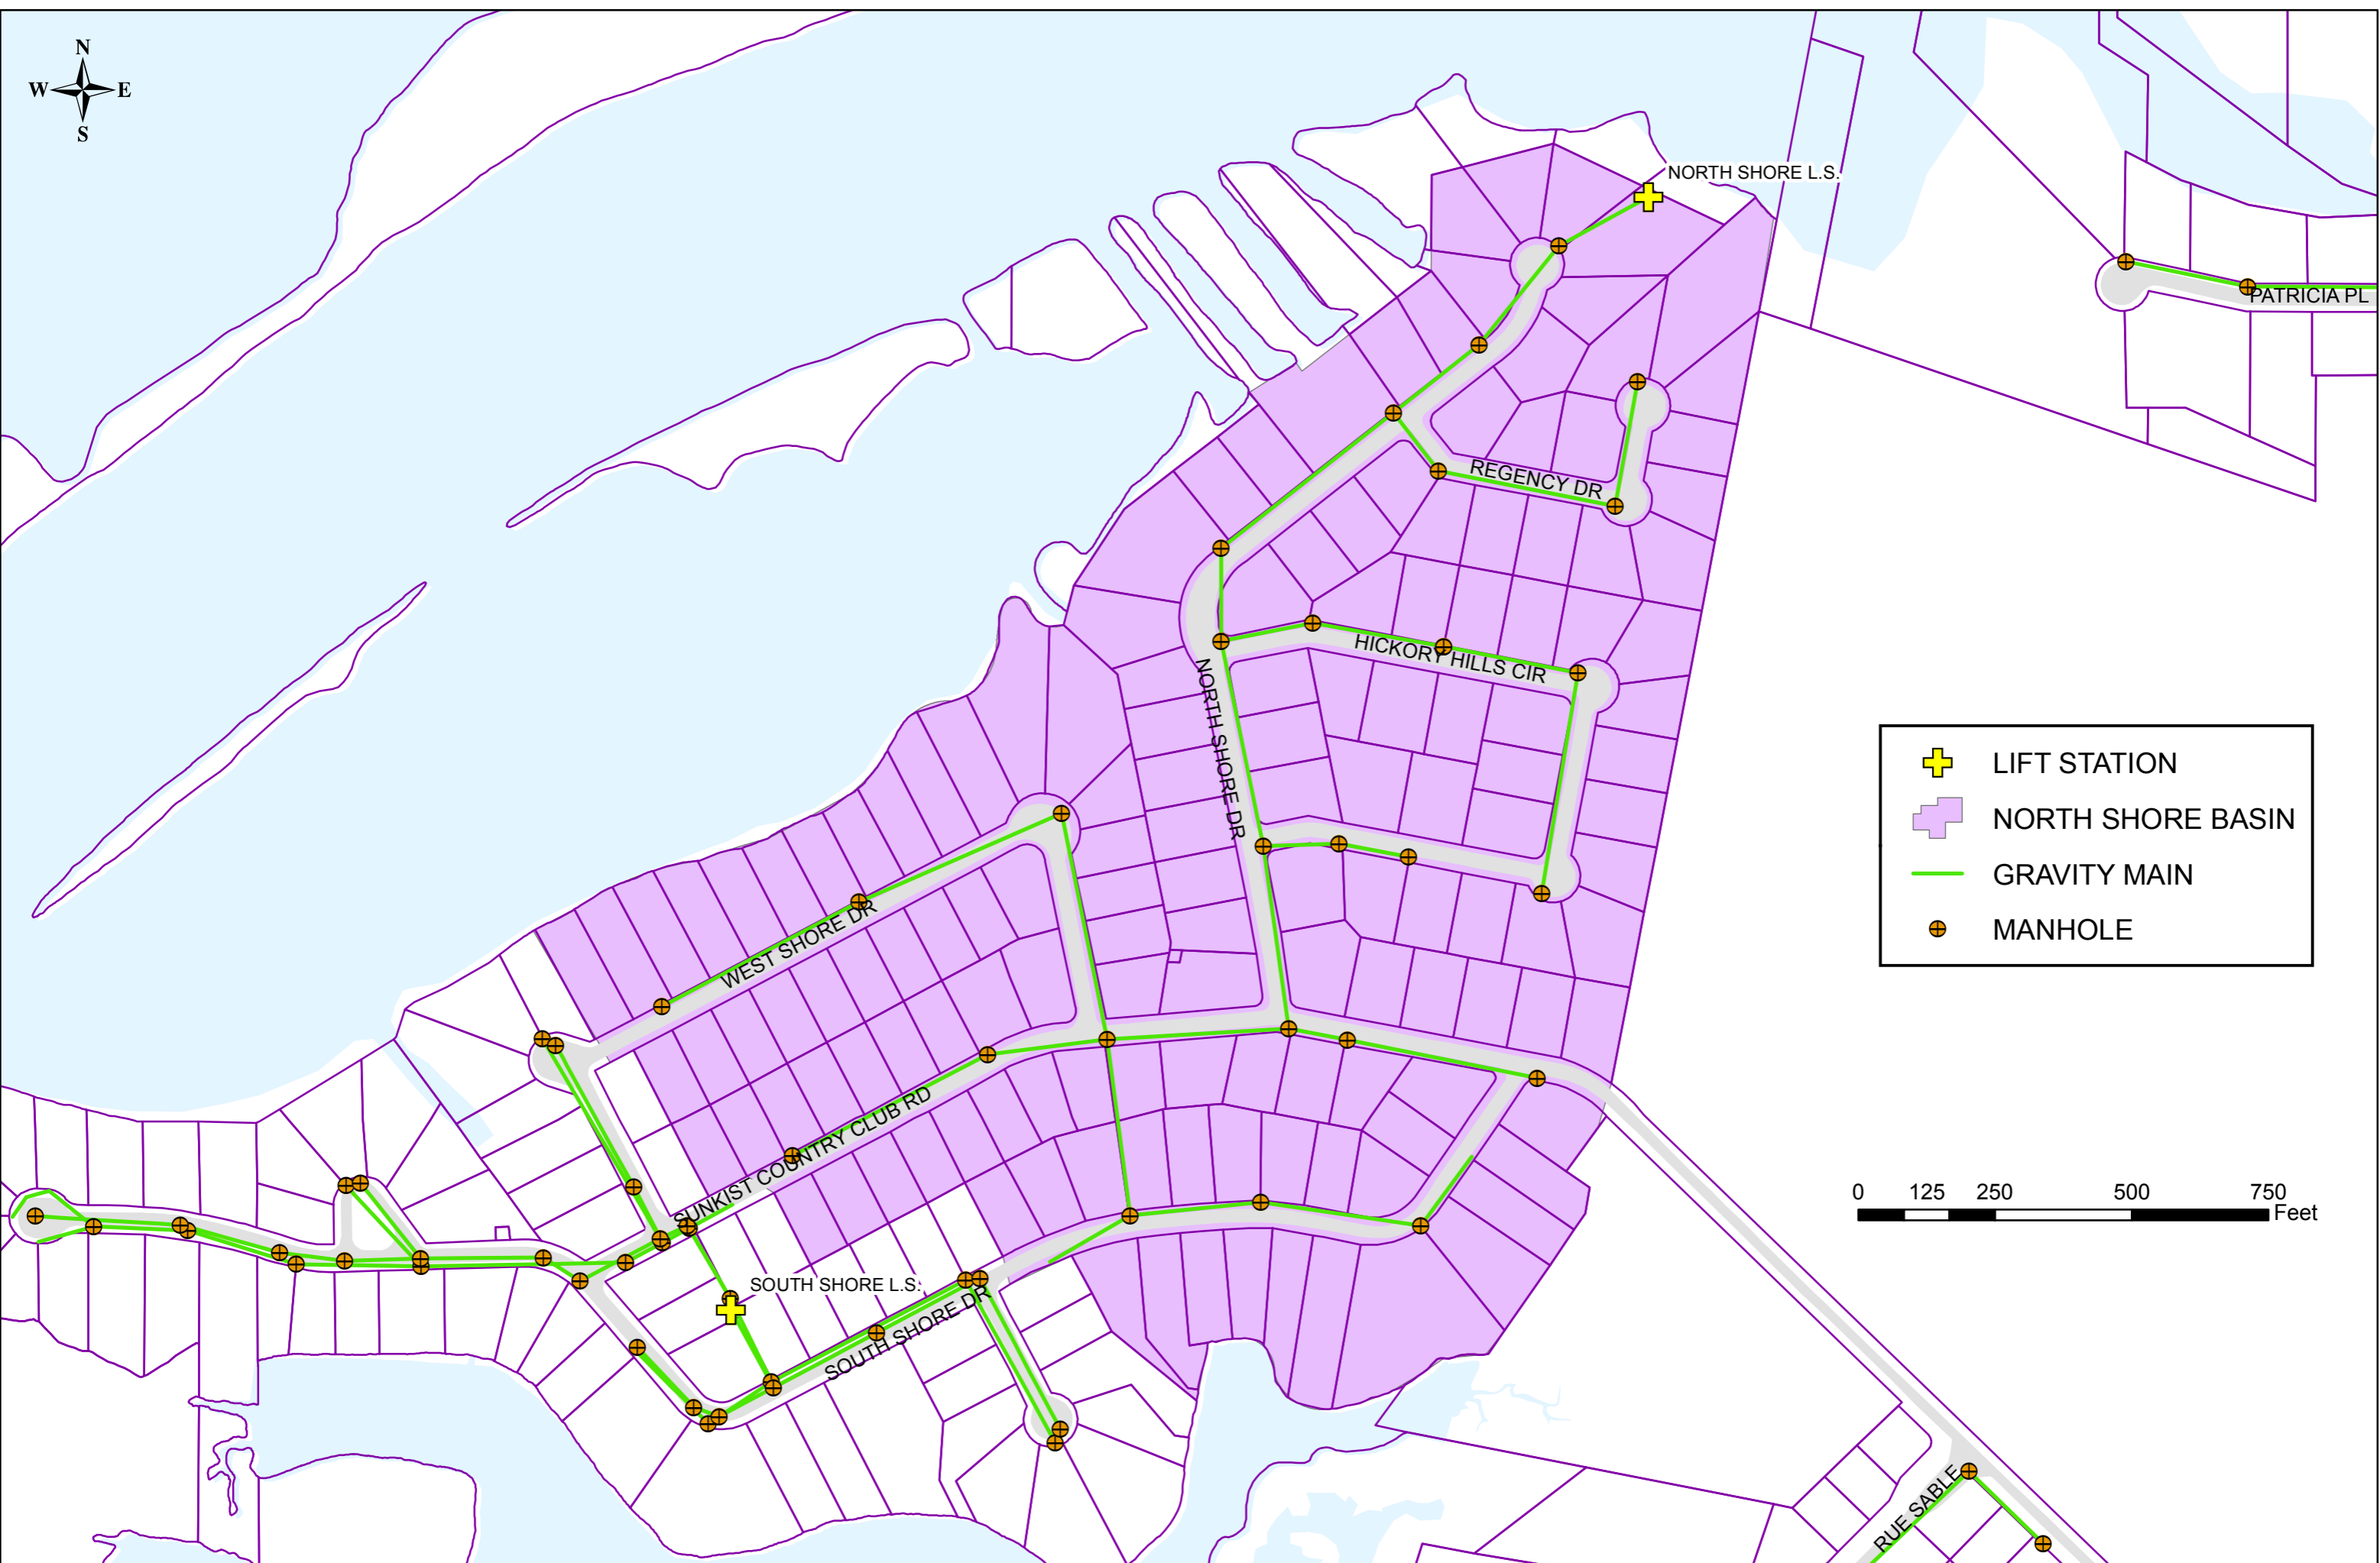 N
W E
S
NORTH SHORE L.S.
PATRICIA PL
REGENCY DR
HICKORY HILLS CIR
NORTH SHORE DR
LIFT STATION
NORTH SHORE BASIN
GRAVITY MAIN
MANHOLE
WEST SHORE DR
SUNKIST COUNTRY CLUB RD
0 125 250 500 750
Feet
SOUTH SHORE L.S.
SOUTH SHORE DR
RUE SABLE